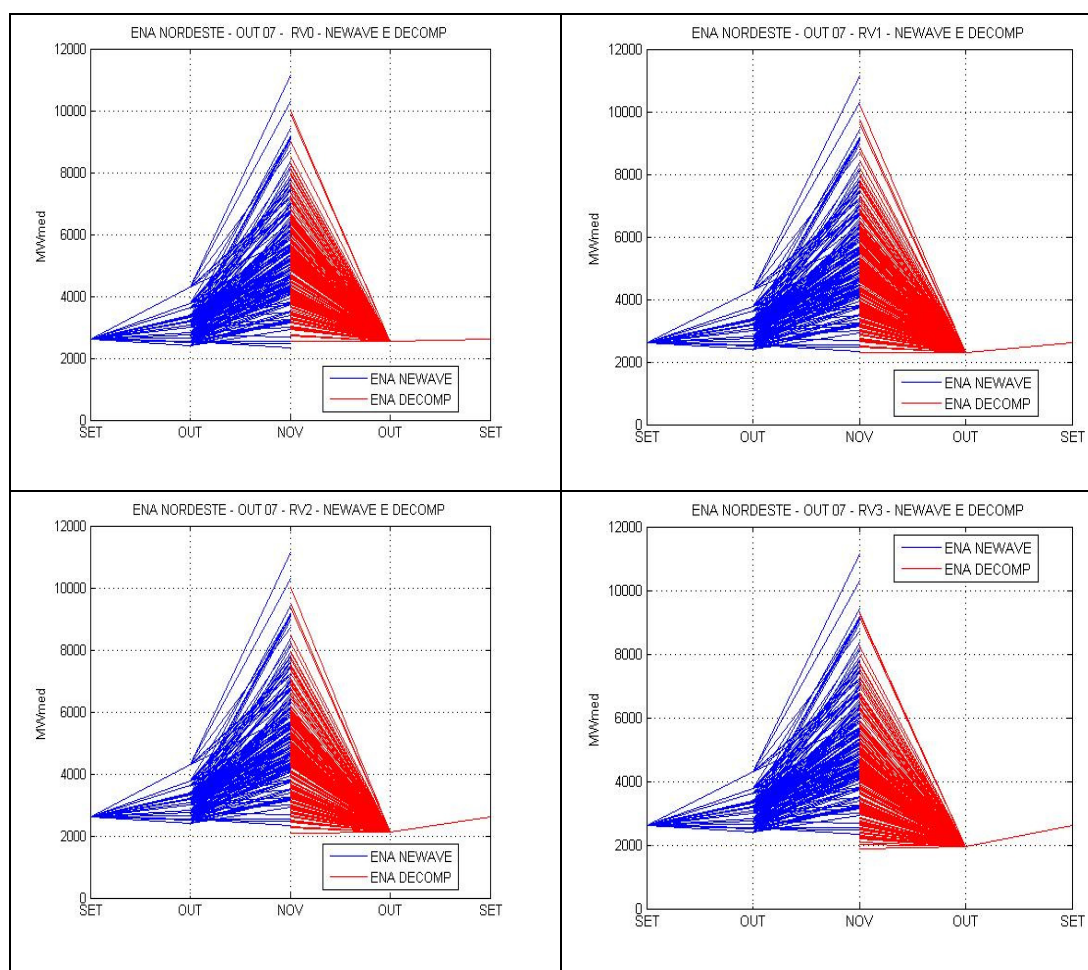 ENA NORDESTE - OUT 07 - RV0 - NEWAVE E DECOMP
12000
10000
8000
6000
4000
2000
0
MWmed
SET OUT NOV OUT SET
ENA NEWAVE
ENA DECOMP
ENA NORDESTE - OUT 07 - RV1 - NEWAVE E DECOMP
12000
10000
8000
6000
4000
2000
0
MWmed
SET OUT NOV OUT SET
ENA NEWAVE
ENA DECOMP
ENA NORDESTE - OUT 07 - RV2 - NEWAVE E DECOMP
12000
10000
8000
6000
4000
2000
0
MWmed
SET OUT NOV OUT SET
ENA NEWAVE
ENA DECOMP
ENA NORDESTE - OUT 07 - RV3 - NEWAVE E DECOMP
12000
10000
8000
6000
4000
2000
0
MWmed
SET OUT NOV OUT SET
ENA NEWAVE
ENA DECOMP